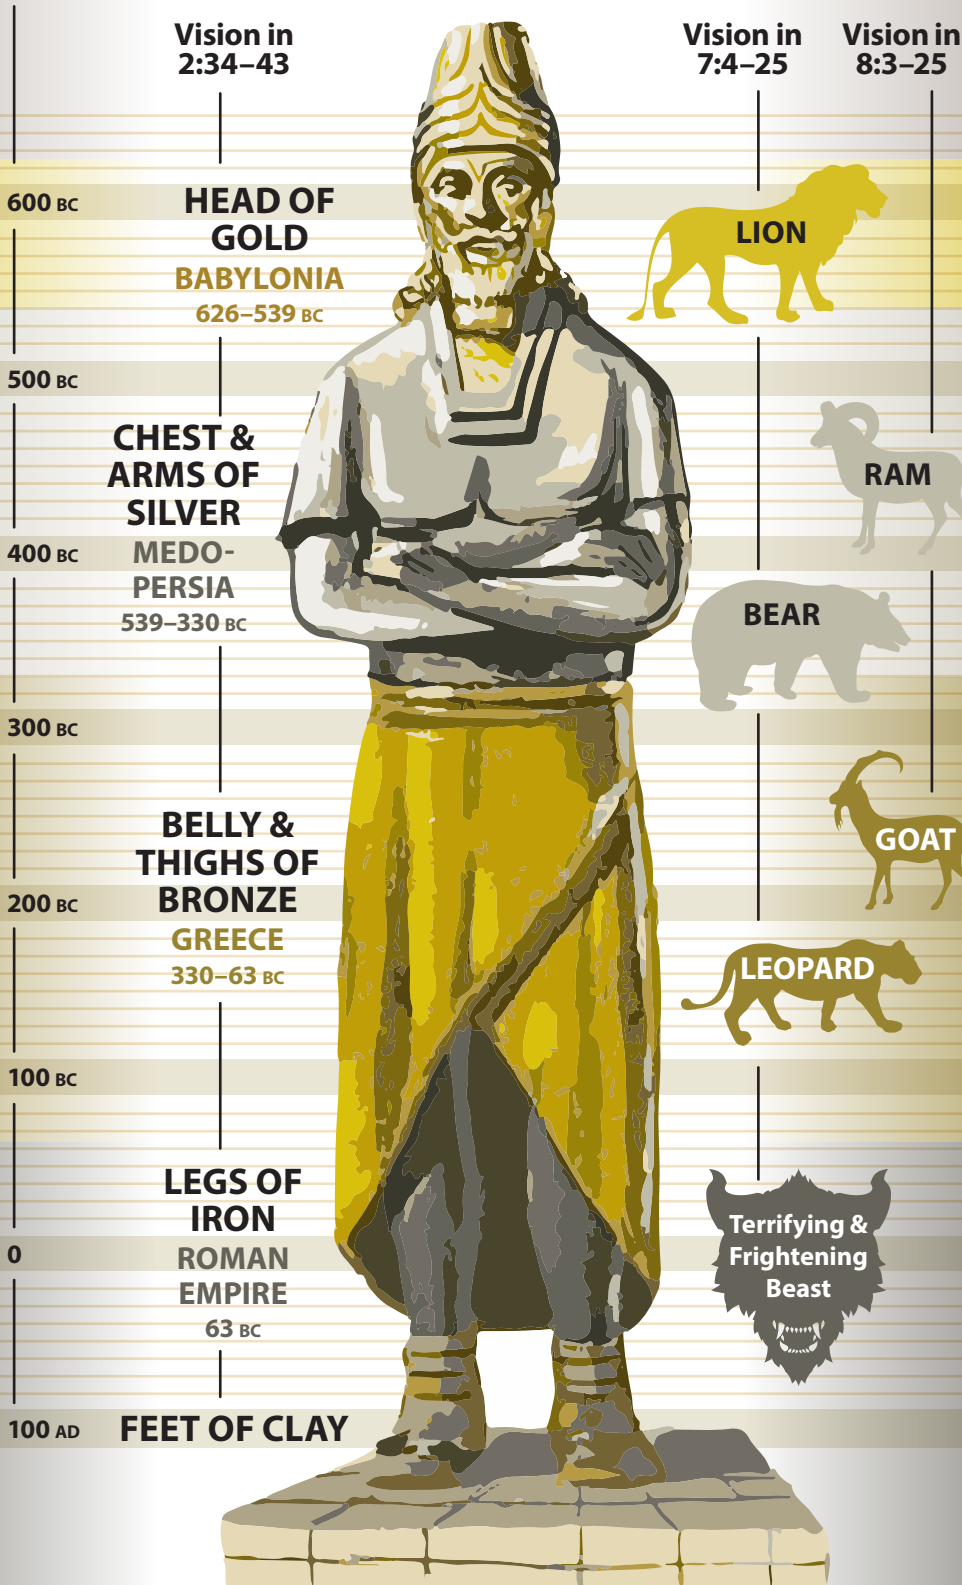 Vision in
2:34–43
Vision in
7:4–25
Vision in
8:3–25
600 BC
HEAD OF
GOLD
BABYLONIA
626–539 BC
LION
500 BC
CHEST &
ARMS OF
SILVER
MEDO-
PERSIA
539–330 BC
RAM
400 BC
BEAR
300 BC
BELLY &
THIGHS OF
BRONZE
GREECE
330–63 BC
GOAT
200 BC
LEOPARD
100 BC
LEGS OF
IRON
ROMAN
EMPIRE
63 BC
Terrifying &
Frightening
Beast
0
100 AD
FEET OF CLAY